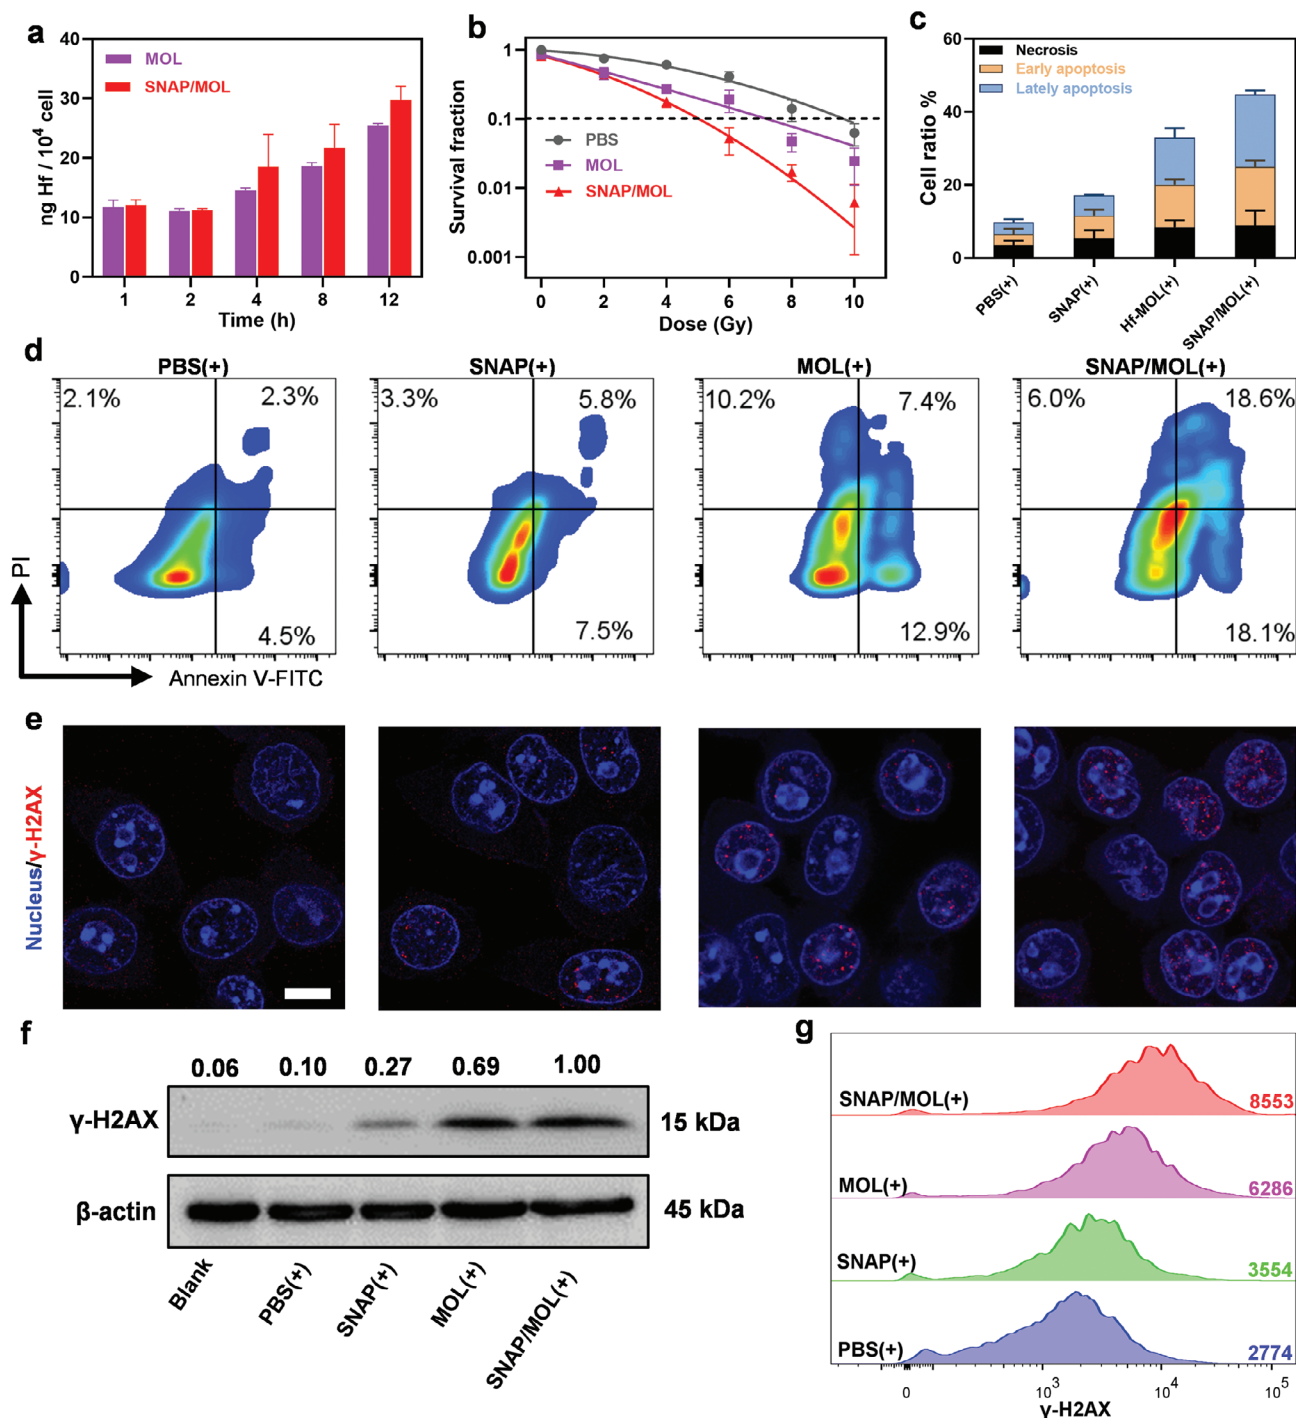 a
40
30
20
10
0
ng Hf / 10⁴ cell
MOL
SNAP/MOL
1 2 4 8 12
Time (h)
b
1
0.1
0.01
0.001
Survival fraction
PBS
MOL
SNAP/MOL
0 2 4 6 8 10
Dose (Gy)
c
60
40
20
0
Cell ratio %
Necrosis
Early apoptosis
Lately apoptosis
PBS(+)
SNAP(+)
Hf-MOL(+)
SNAP/MOL(+)
d
PBS(+) SNAP(+) MOL(+) SNAP/MOL(+)
2.1% 2.3% 3.3% 5.8% 10.2% 7.4% 6.0% 18.6%
4.5% 7.5% 12.9% 18.1%
PI
Annexin V-FITC
e
Nucleus/γ-H2AX
f
0.06 0.10 0.27 0.69 1.00
γ-H2AX 15 kDa
β-actin 45 kDa
Blank
PBS(+)
SNAP(+)
MOL(+)
SNAP/MOL(+)
g
SNAP/MOL(+) 8553
MOL(+) 6286
SNAP(+) 3554
PBS(+) 2774
0 10³ 10⁴ 10⁵
γ-H2AX